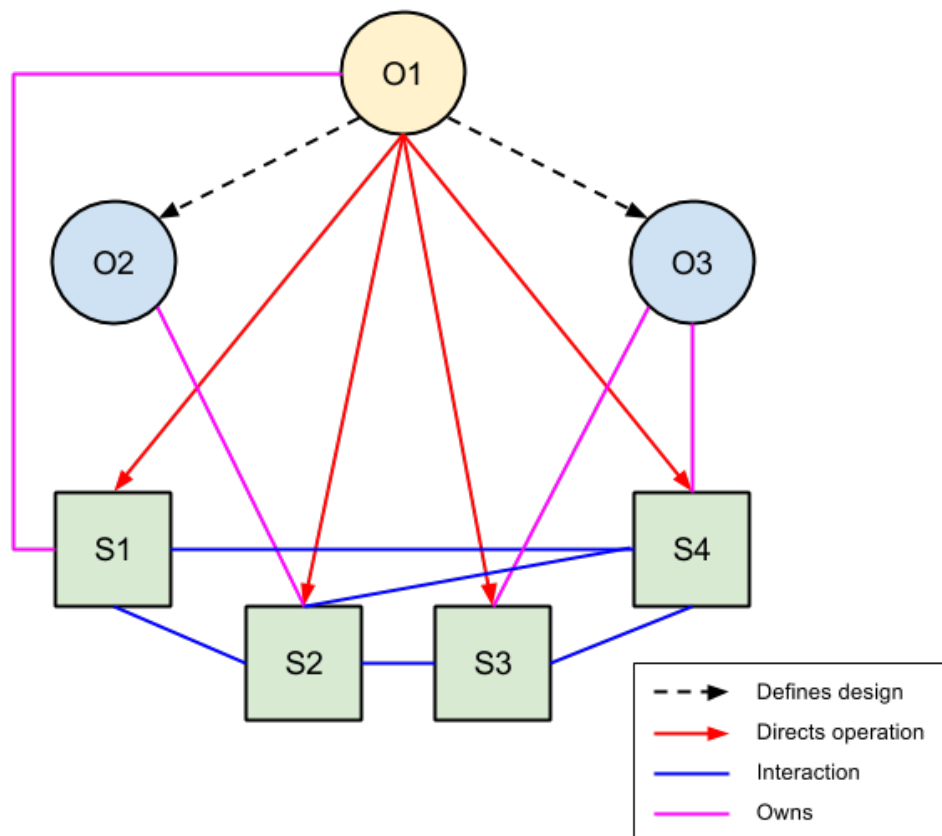 O1
O2
O3
S1
S4
S2
S3
Defines design
Directs operation
Interaction
Owns